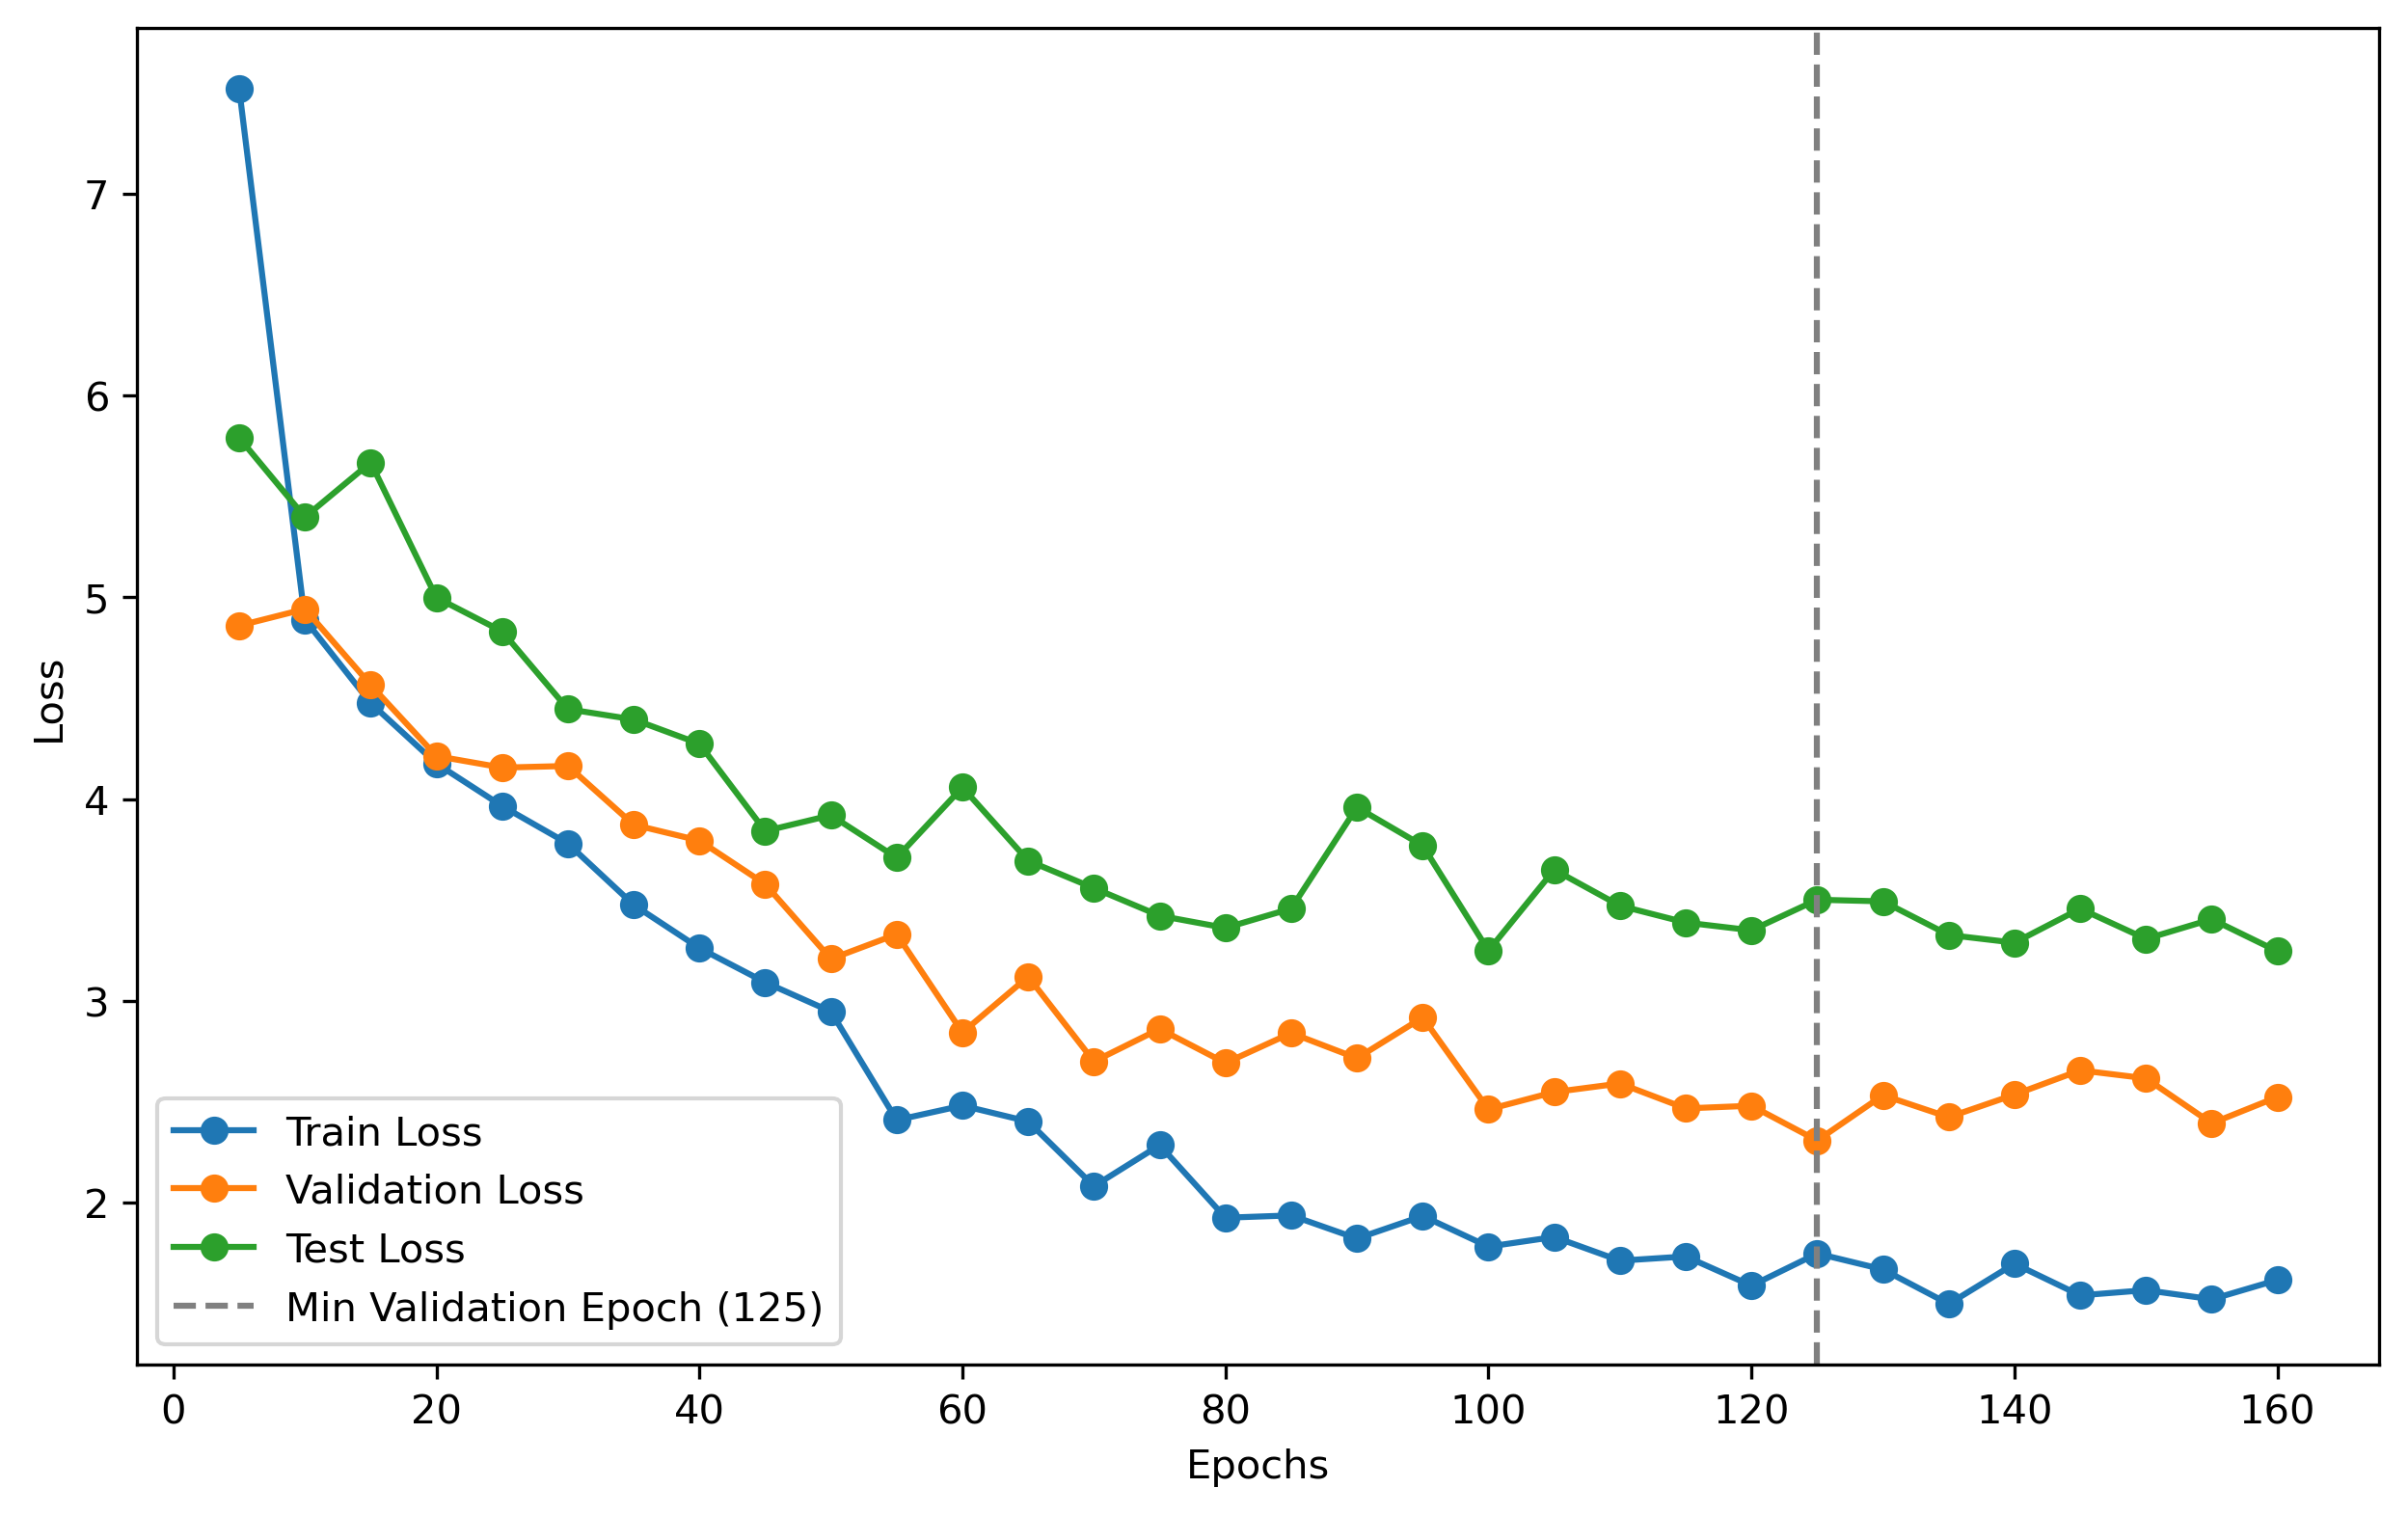 7
6
5
4
3
2
Loss
Train Loss
Validation Loss
Test Loss
Min Validation Epoch (125)
0 20 40 60 80 100 120 140 160
Epochs